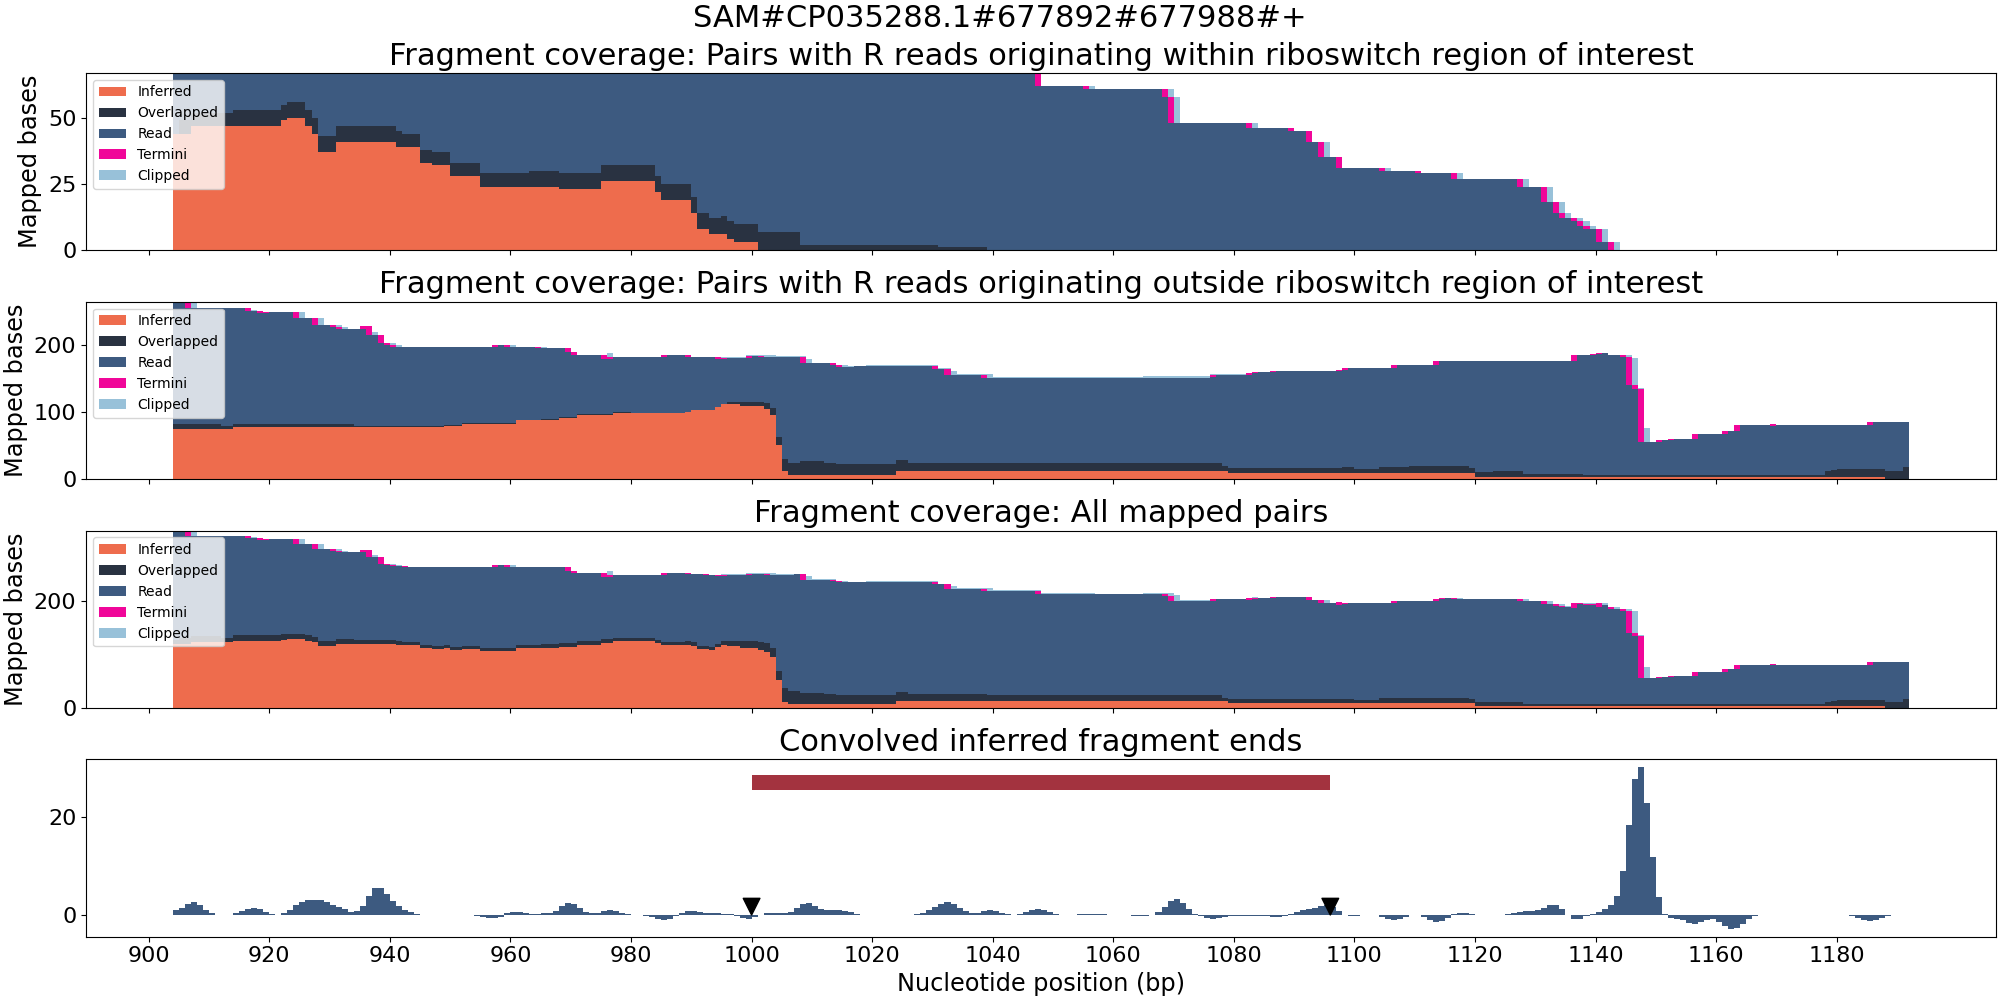 SAM#CP035288.1#677892#677988#+
Fragment coverage: Pairs with R reads originating within riboswitch region of interest
Mapped bases
50
25
0
Inferred
Overlapped
Read
Termini
Clipped
Fragment coverage: Pairs with R reads originating outside riboswitch region of interest
Mapped bases
200
100
0
Inferred
Overlapped
Read
Termini
Clipped
Fragment coverage: All mapped pairs
Mapped bases
200
0
Inferred
Overlapped
Read
Termini
Clipped
Convolved inferred fragment ends
20
0
900 920 940 960 980 1000 1020 1040 1060 1080 1100 1120 1140 1160 1180
Nucleotide position (bp)